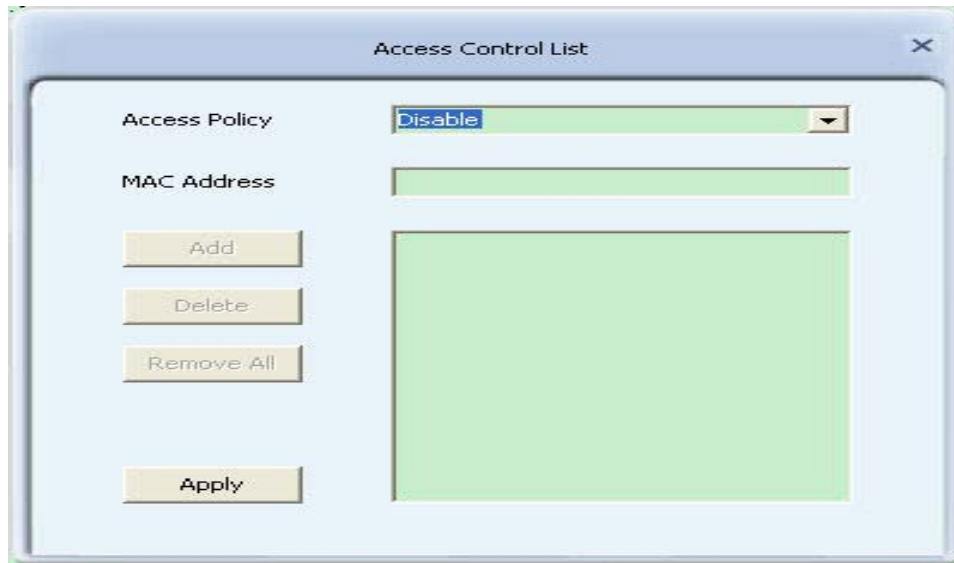 Access Control List
Access Policy Disable
MAC Address
Add
Delete
Remove All
Apply